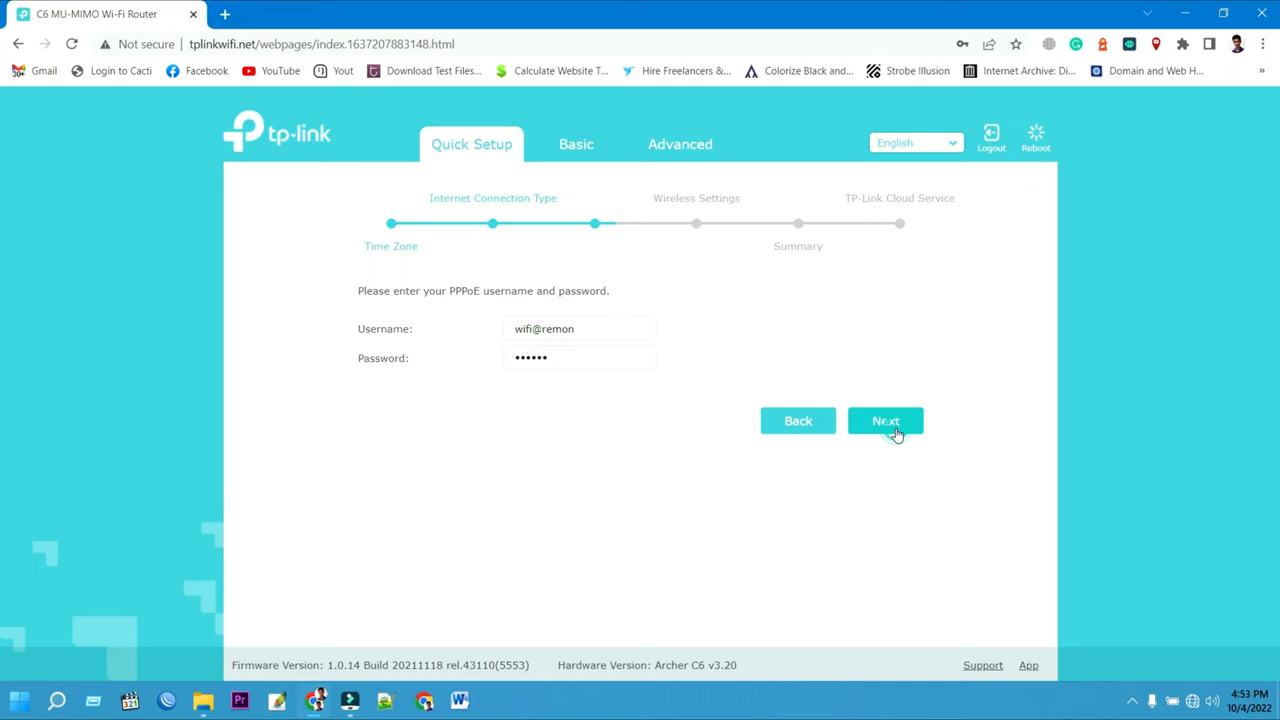 C6 MU-MIMO Wi-Fi Router
Not secure | tplinkwifi.net/webpages/index.1637207883148.html
Gmail Login to Cacti Facebook YouTube Yout Download Test Files... Calculate Website T... Hire Freelancers &... Colorize Black and... Strobe Illusion Internet Archive: Di... Domain and Web H... »
tp-link Quick Setup Basic Advanced English Logout Reboot
Internet Connection Type Wireless Settings TP-Link Cloud Service
Time Zone Summary
Please enter your PPPoE username and password.
Username: wifi@remon
Password: ••••••
Back Next
Firmware Version: 1.0.14 Build 20211118 rel.43110(5553) Hardware Version: Archer C6 v3.20 Support App
4:53 PM
10/4/2022